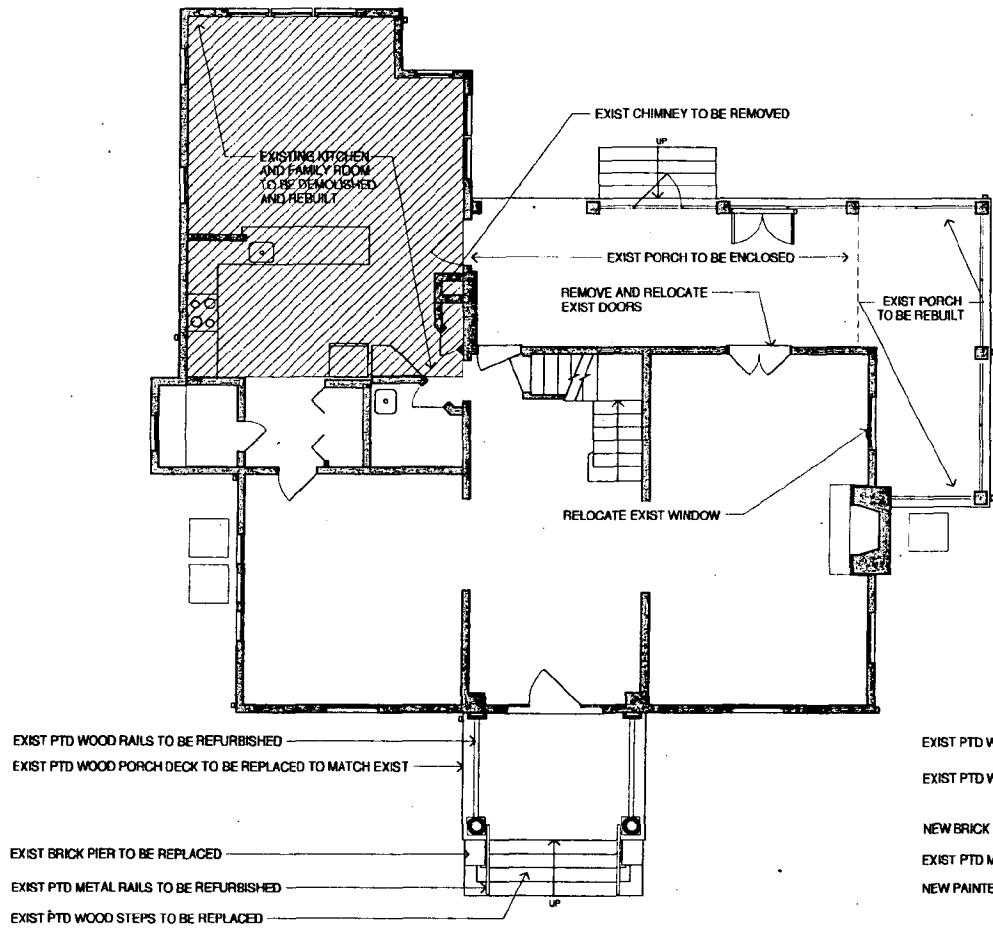 EXIST CHIMNEY TO BE REMOVED
UP
EXISTING KITCHEN
AND FAMILY ROOM
TO BE DEMOLISHED
AND REBUILT
EXIST PORCH TO BE ENCLOSED
REMOVE AND RELOCATE
EXIST DOORS
EXIST PORCH
TO BE REBUILT
RELOCATE EXIST WINDOW
EXIST PTD WOOD RAILS TO BE REFURBISHED
EXIST PTD WOOD PORCH DECK TO BE REPLACED TO MATCH EXIST
EXIST BRICK PIER TO BE REPLACED
EXIST PTD METAL RAILS TO BE REFURBISHED
EXIST PTD WOOD STEPS TO BE REPLACED
UP
EXIST PTD W
EXIST PTD W
NEW BRICK
EXIST PTD M
NEW PAINTE